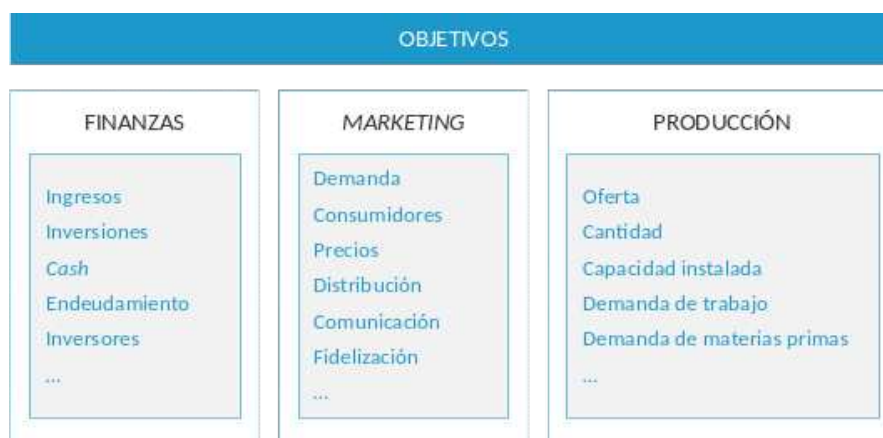 OBJETIVOS
FINANZAS
Ingresos
Inversiones
Cash
Endeudamiento
Inversores
...
MARKETING
Demanda
Consumidores
Precios
Distribución
Comunicación
Fidelización
...
PRODUCCIÓN
Oferta
Cantidad
Capacidad instalada
Demanda de trabajo
Demanda de materias primas
...